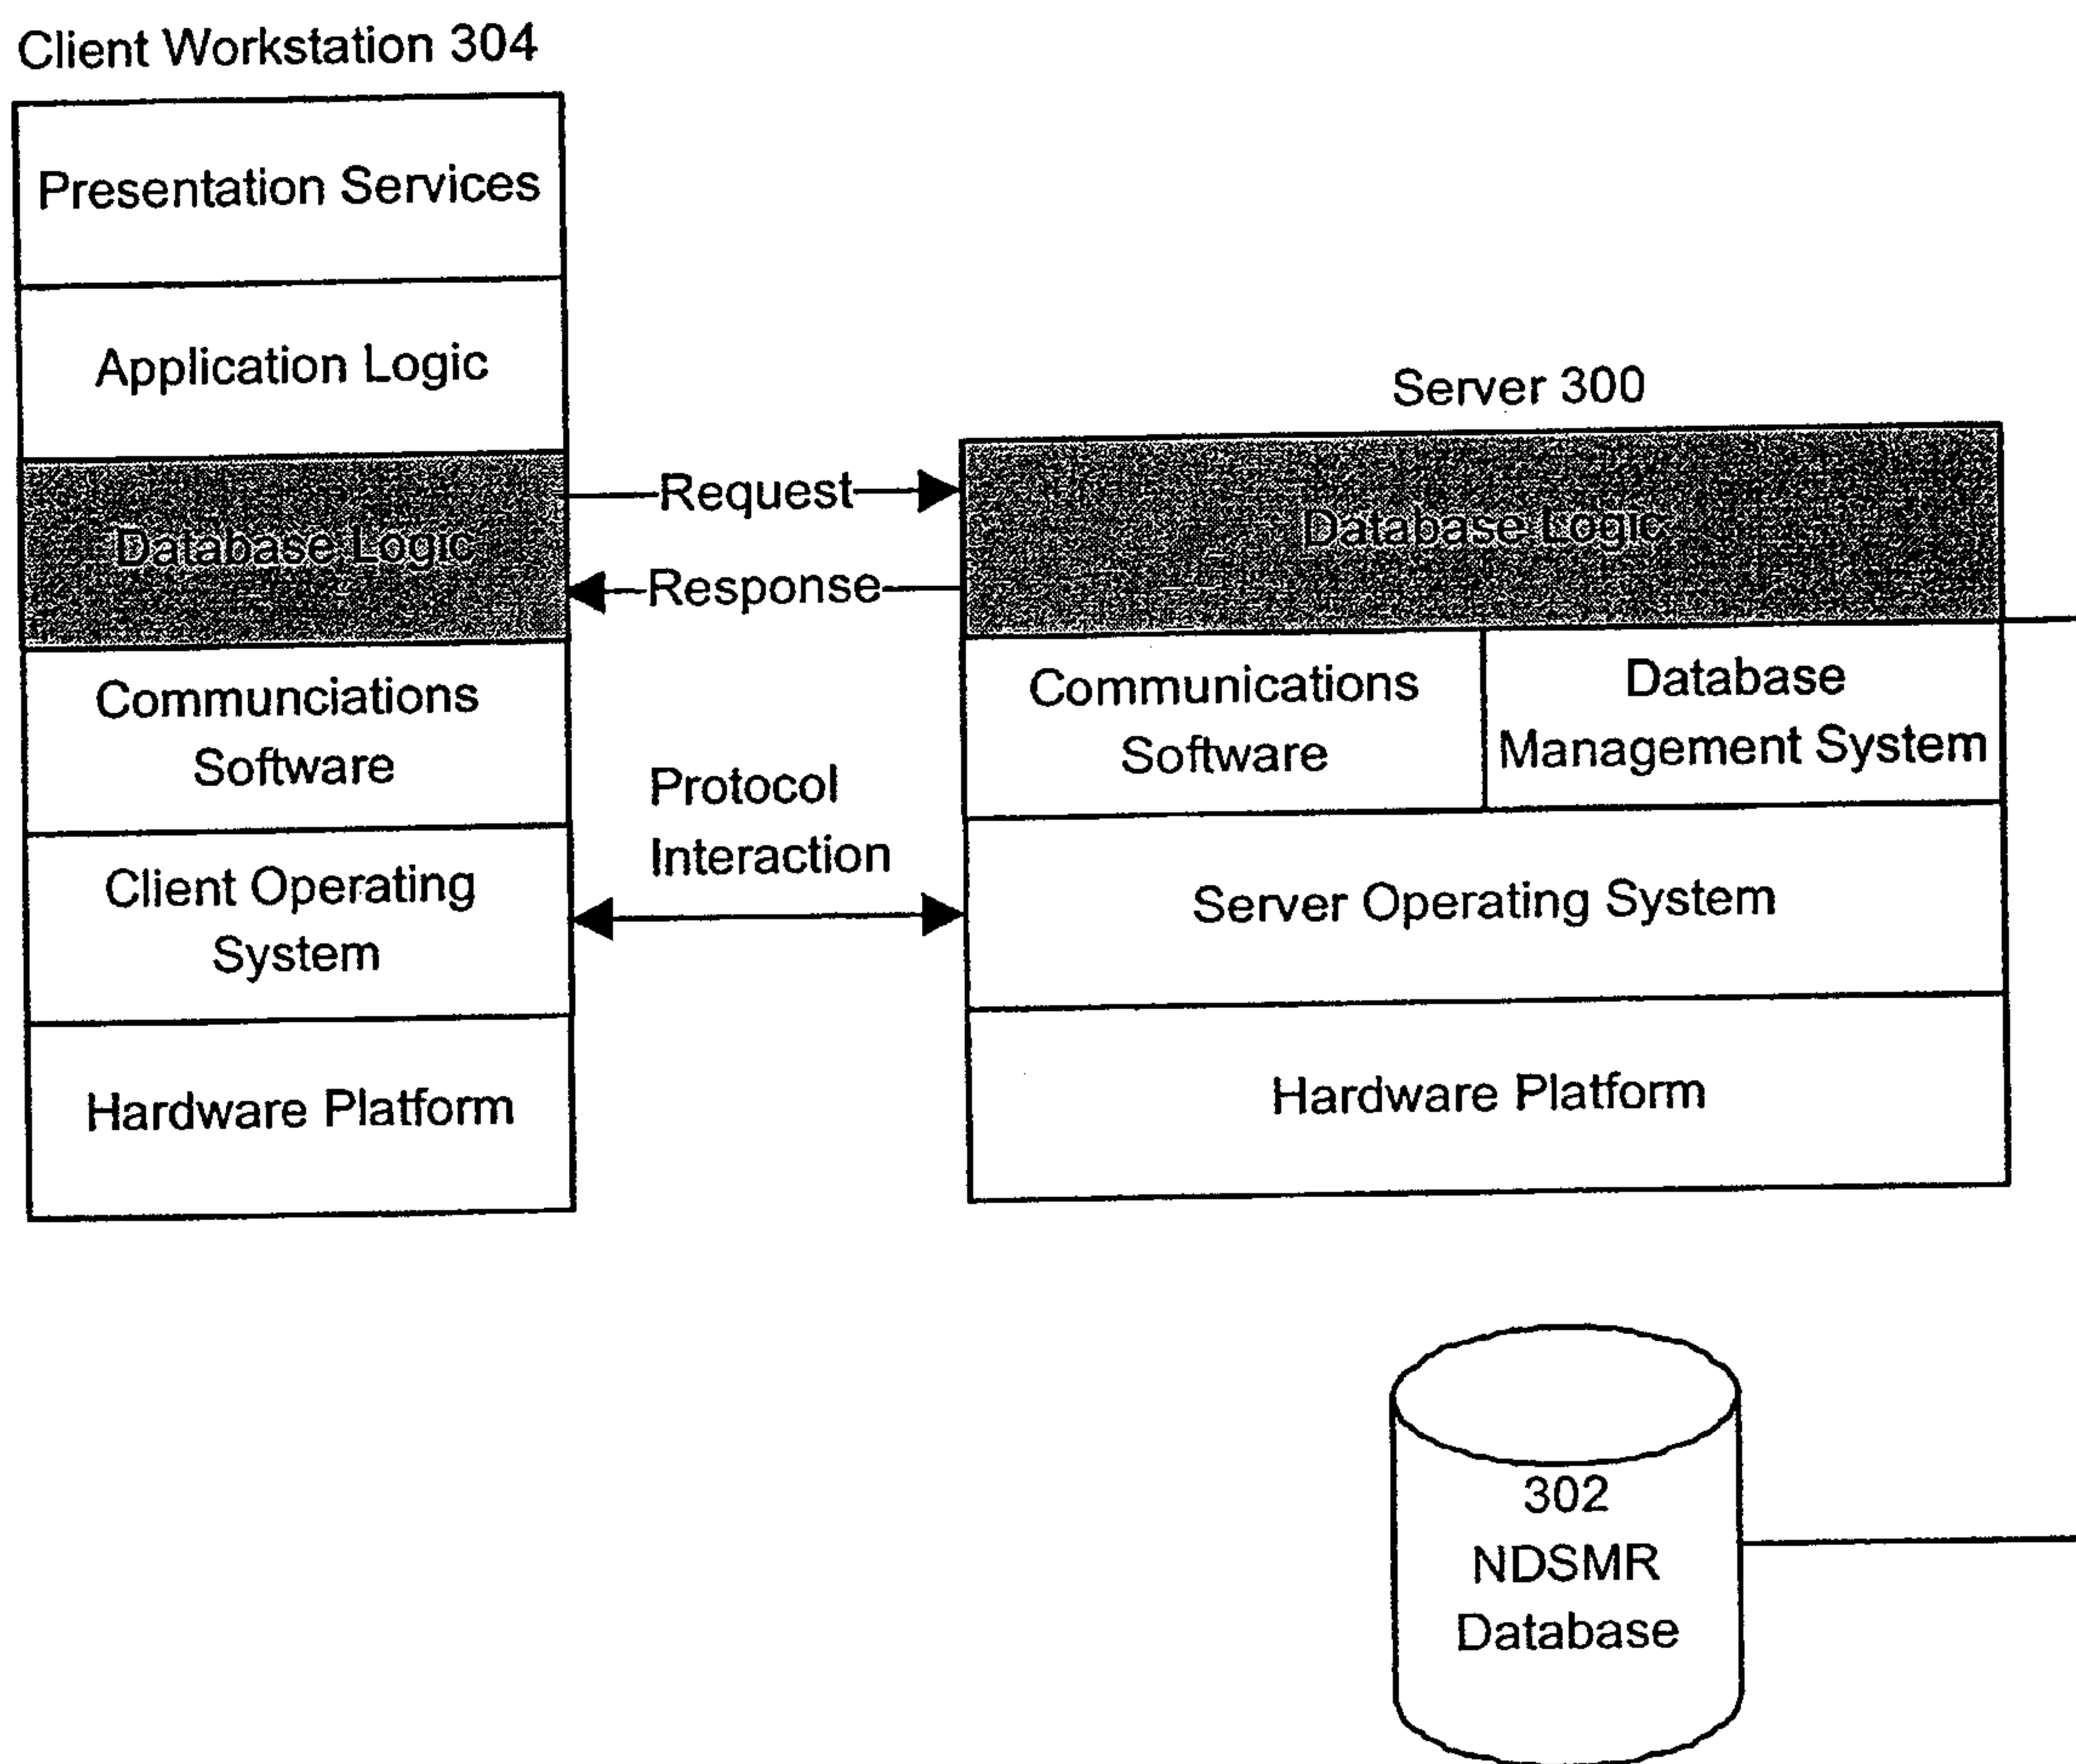 Client Workstation 304
Presentation Services
Application Logic
Database Logic
Communciations
Software
Client Operating
System
Hardware Platform
Request
Response
Protocol
Interaction
Server 300
Database Logic
Communications
Software
Database
Management System
Server Operating System
Hardware Platform
302
NDSMR
Database